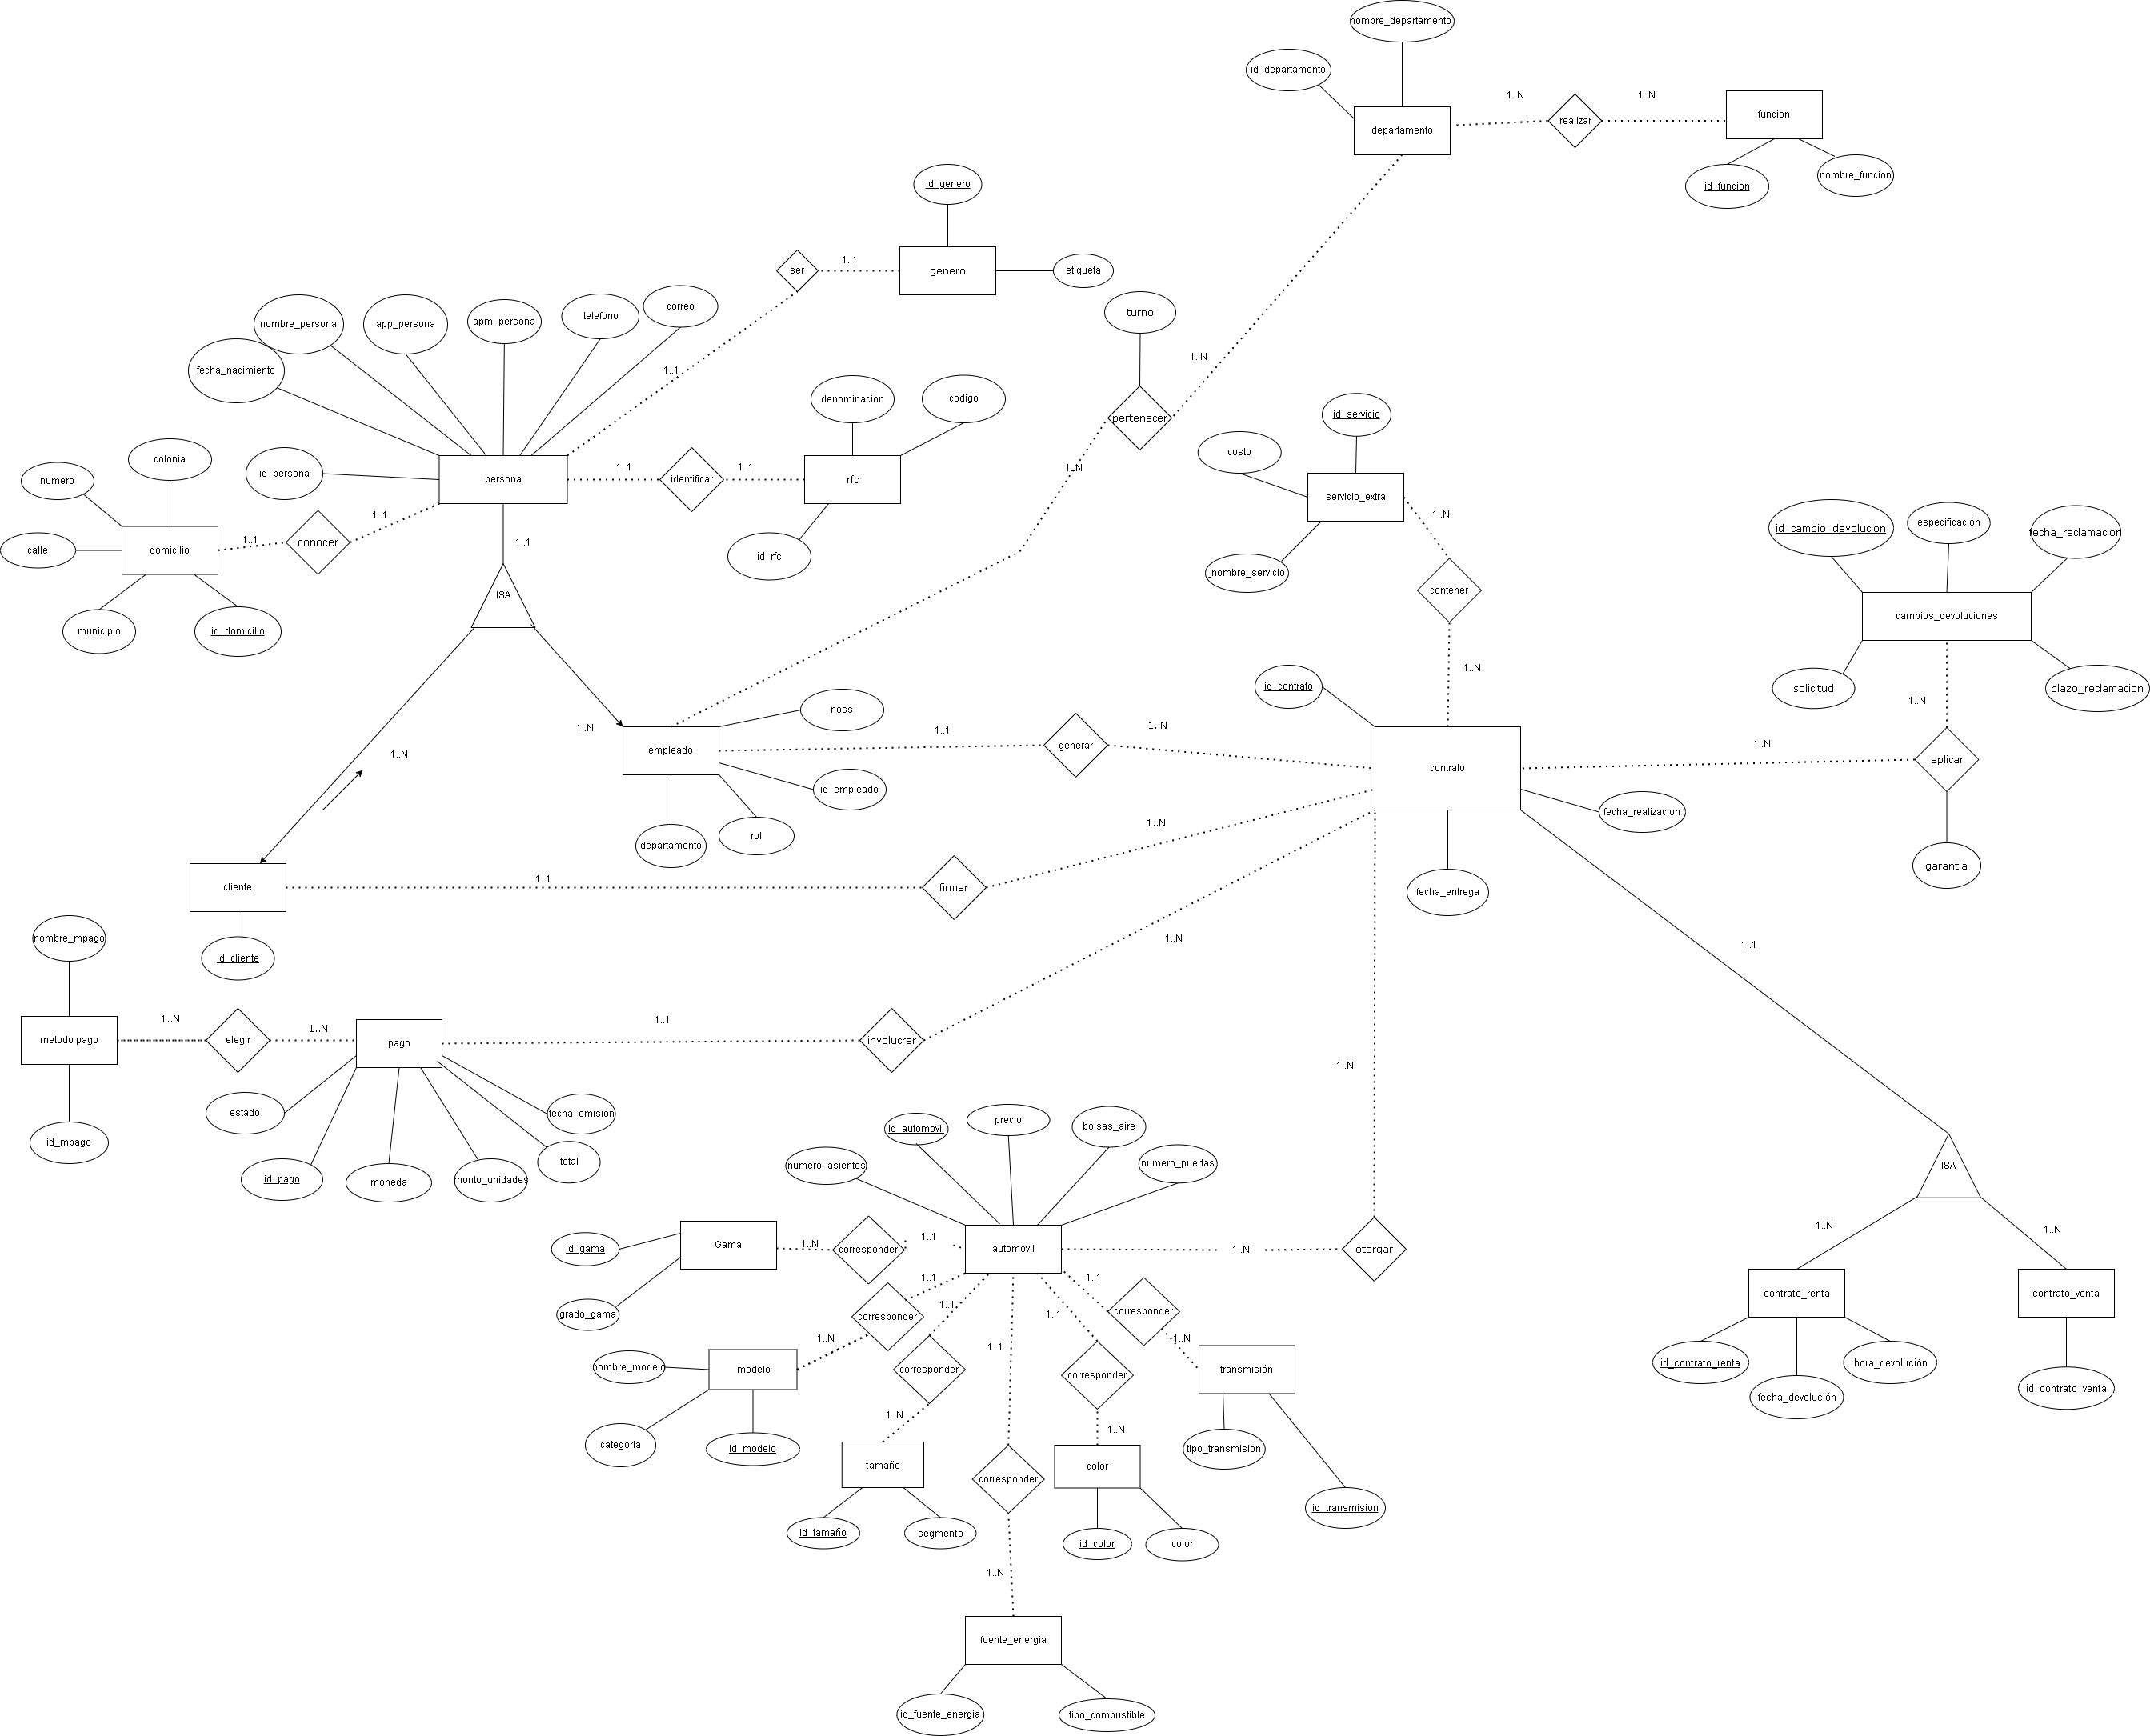 nombre_departamento
id_departamento
departamento
1..N
realizar
1..N
funcion
id_funcion
nombre_funcion
id_genero
genero
etiqueta
ser
1..1
1..1
nombre_persona
app_persona
apm_persona
telefono
correo
fecha_nacimiento
id_persona
persona
1..1
identificar
1..1
rfc
denominacion
codigo
id_rfc
turno
pertenecer
1..N
1..N
numero
colonia
calle
domicilio
municipio
id_domicilio
1..1
conocer
1..1
1..1
ISA
1..N
1..N
id_servicio
costo
servicio_extra
_nombre_servicio
1..N
contener
1..N
id_cambio_devolucion
especificación
fecha_reclamacion
cambios_devoluciones
solicitud
plazo_reclamacion
1..N
aplicar
1..N
garantia
empleado
noss
id_empleado
departamento
rol
1..1
generar
1..N
id_contrato
contrato
fecha_realizacion
fecha_entrega
cliente
id_cliente
1..1
firmar
1..N
nombre_mpago
metodo pago
id_mpago
1..N
elegir
1..N
pago
estado
id_pago
moneda
monto_unidades
total
fecha_emision
1..1
involucrar
1..N
1..N
otorgar
1..N
1..1
ISA
1..N
1..N
contrato_renta
id_contrato_renta
fecha_devolución
hora_devolución
contrato_venta
id_contrato_venta
numero_asientos
id_automovil
precio
bolsas_aire
numero_puertas
automovil
id_gama
Gama
grado_gama
1..N
corresponder
1..1
nombre_modelo
modelo
categoría
id_modelo
1..N
corresponder
1..1
tamaño
id_tamaño
segmento
1..N
corresponder
1..1
1..1
corresponder
1..N
fuente_energia
id_fuente_energia
tipo_combustible
1..1
corresponder
1..N
color
id_color
color
1..1
corresponder
1..N
transmisión
tipo_transmision
id_transmision